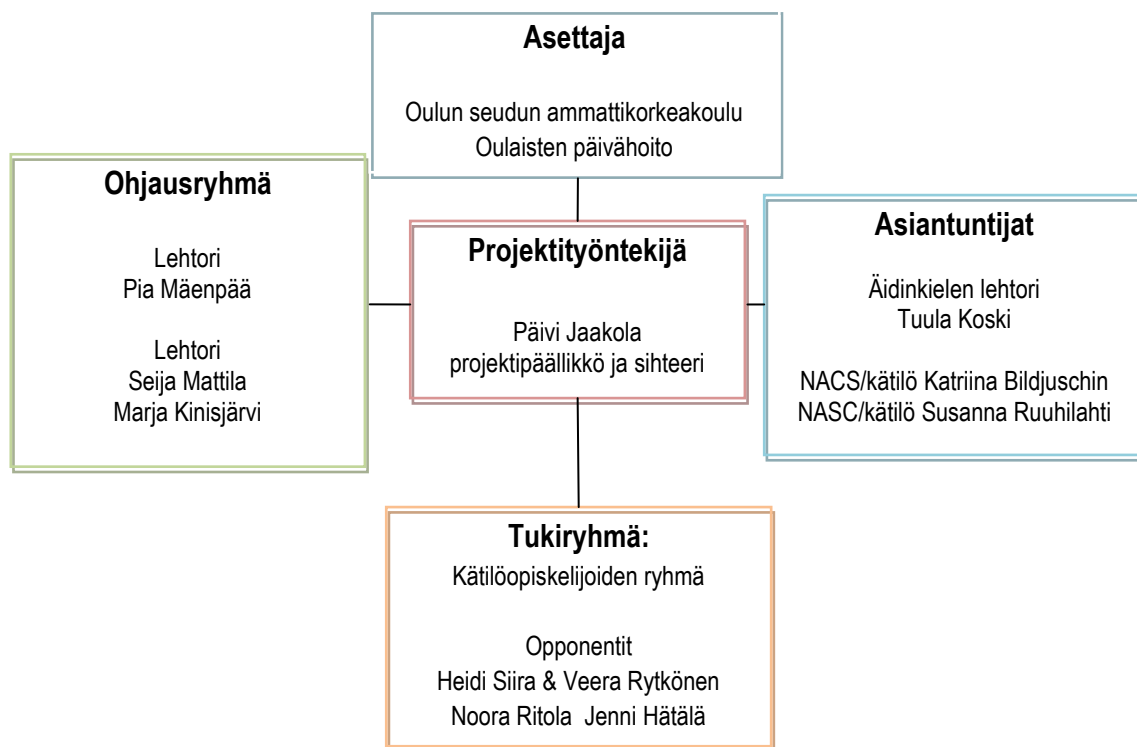 Asettaja
Oulun seudun ammattikorkeakoulu
Oulaisten päivähoito
Ohjausryhmä
Lehtori
Pia Mäenpää
Lehtori
Seija Mattila
Marja Kinisjärvi
Projektityöntekijä
Päivi Jaakola
projektipäällikkö ja sihteeri
Asiantuntijat
Äidinkielen lehtori
Tuula Koski
NACS/kätilö Katriina Bildjuschin
NASC/kätilö Susanna Ruuhilahti
Tukiryhmä:
Kätilöopiskelijoiden ryhmä
Opponentit
Heidi Siira & Veera Rytkönen
Noora Ritola  Jenni Hätälä